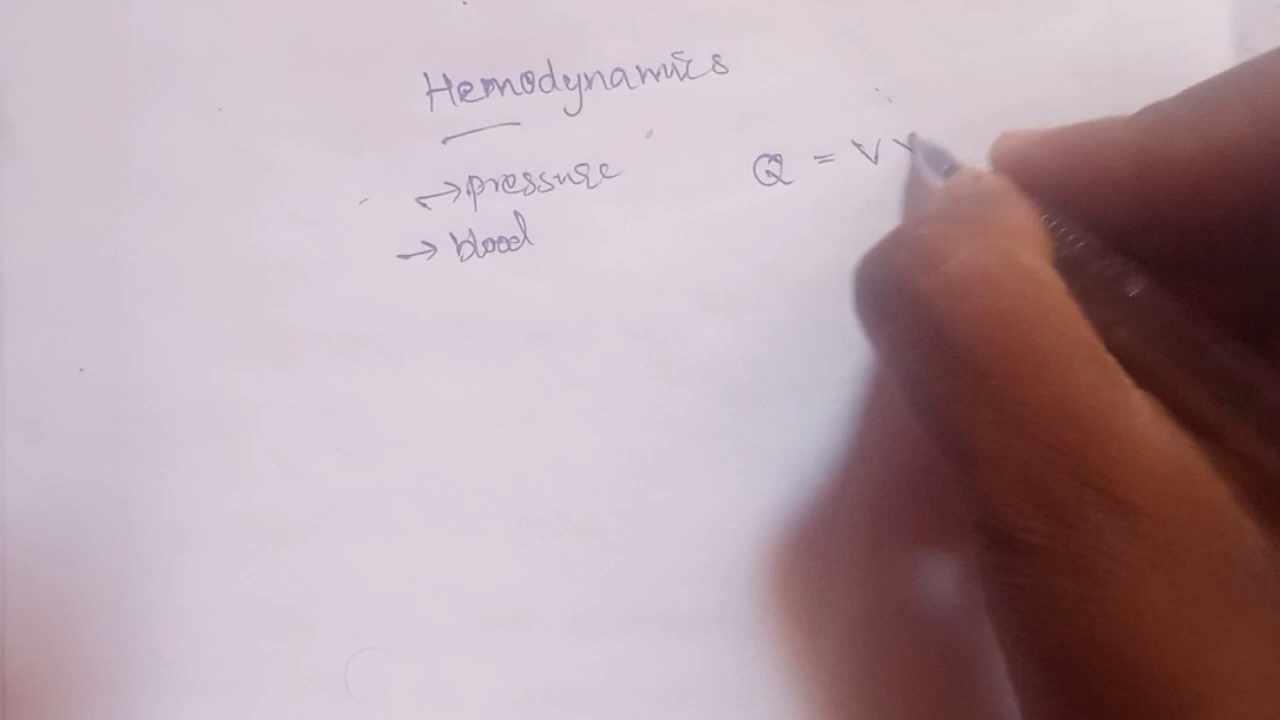 Hemodynamics
→ pressure
Q = V
→ blood